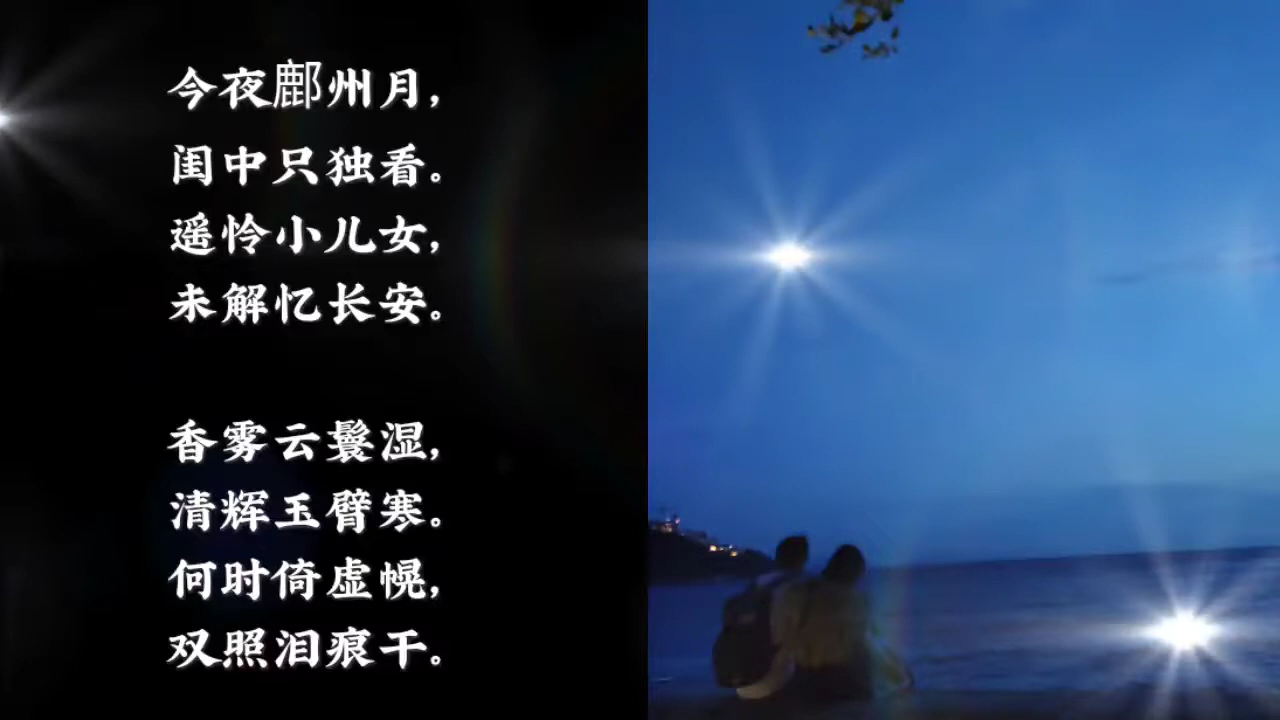 今夜鄜州月，
闺中只独看。
遥怜小儿女，
未解忆长安。
香雾云鬟湿，
清辉玉臂寒。
何时倚虚幌，
双照泪痕干。